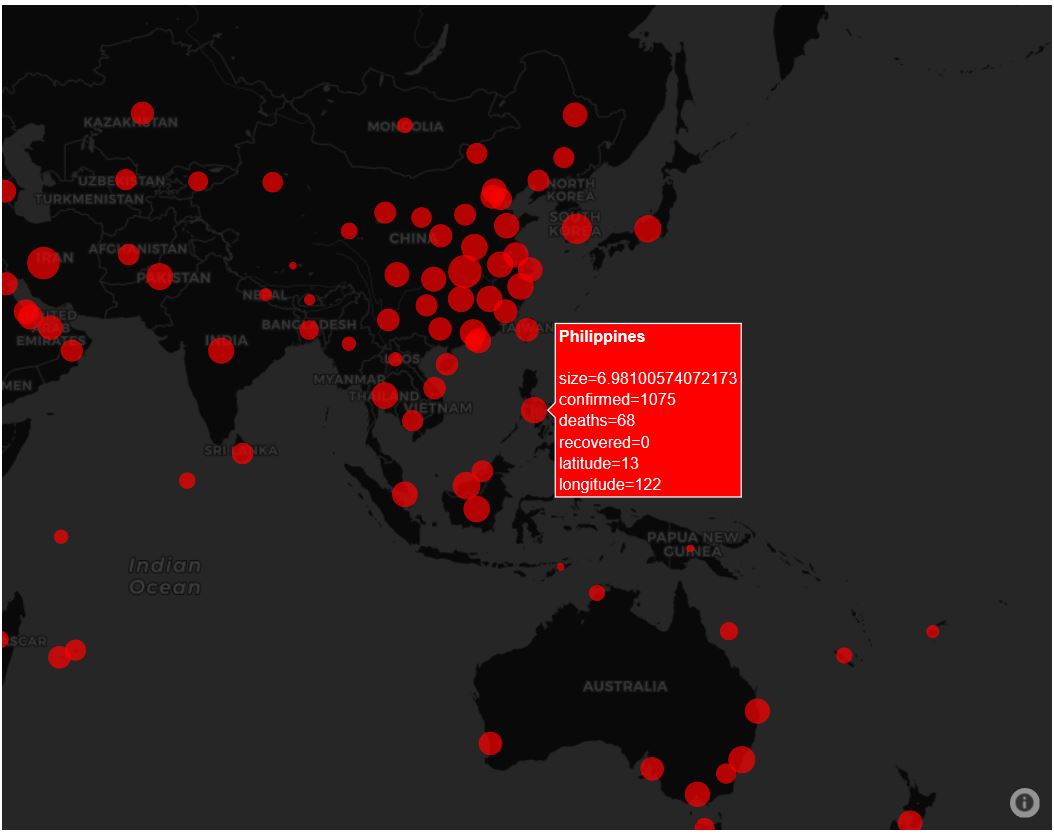 KAZAKHSTAN
MONGOLIA
UZBEKISTAN
TURKMENISTAN
NORTH
KOREA
SOUTH
KOREA
CHINA
AFGHANISTAN
IRAN
PAKISTAN
NEPAL
UNITED
ARAB
EMIRATES
BANGLADESH
TAIWAN
INDIA
LAOS
MYANMAR
THAILAND
VIETNAM
MEN
SRI LANKA
Philippines
size=6.98100574072173
confirmed=1075
deaths=68
recovered=0
latitude=13
longitude=122
PAPUA NEW
GUINEA
Indian
Ocean
SCAR
AUSTRALIA
i